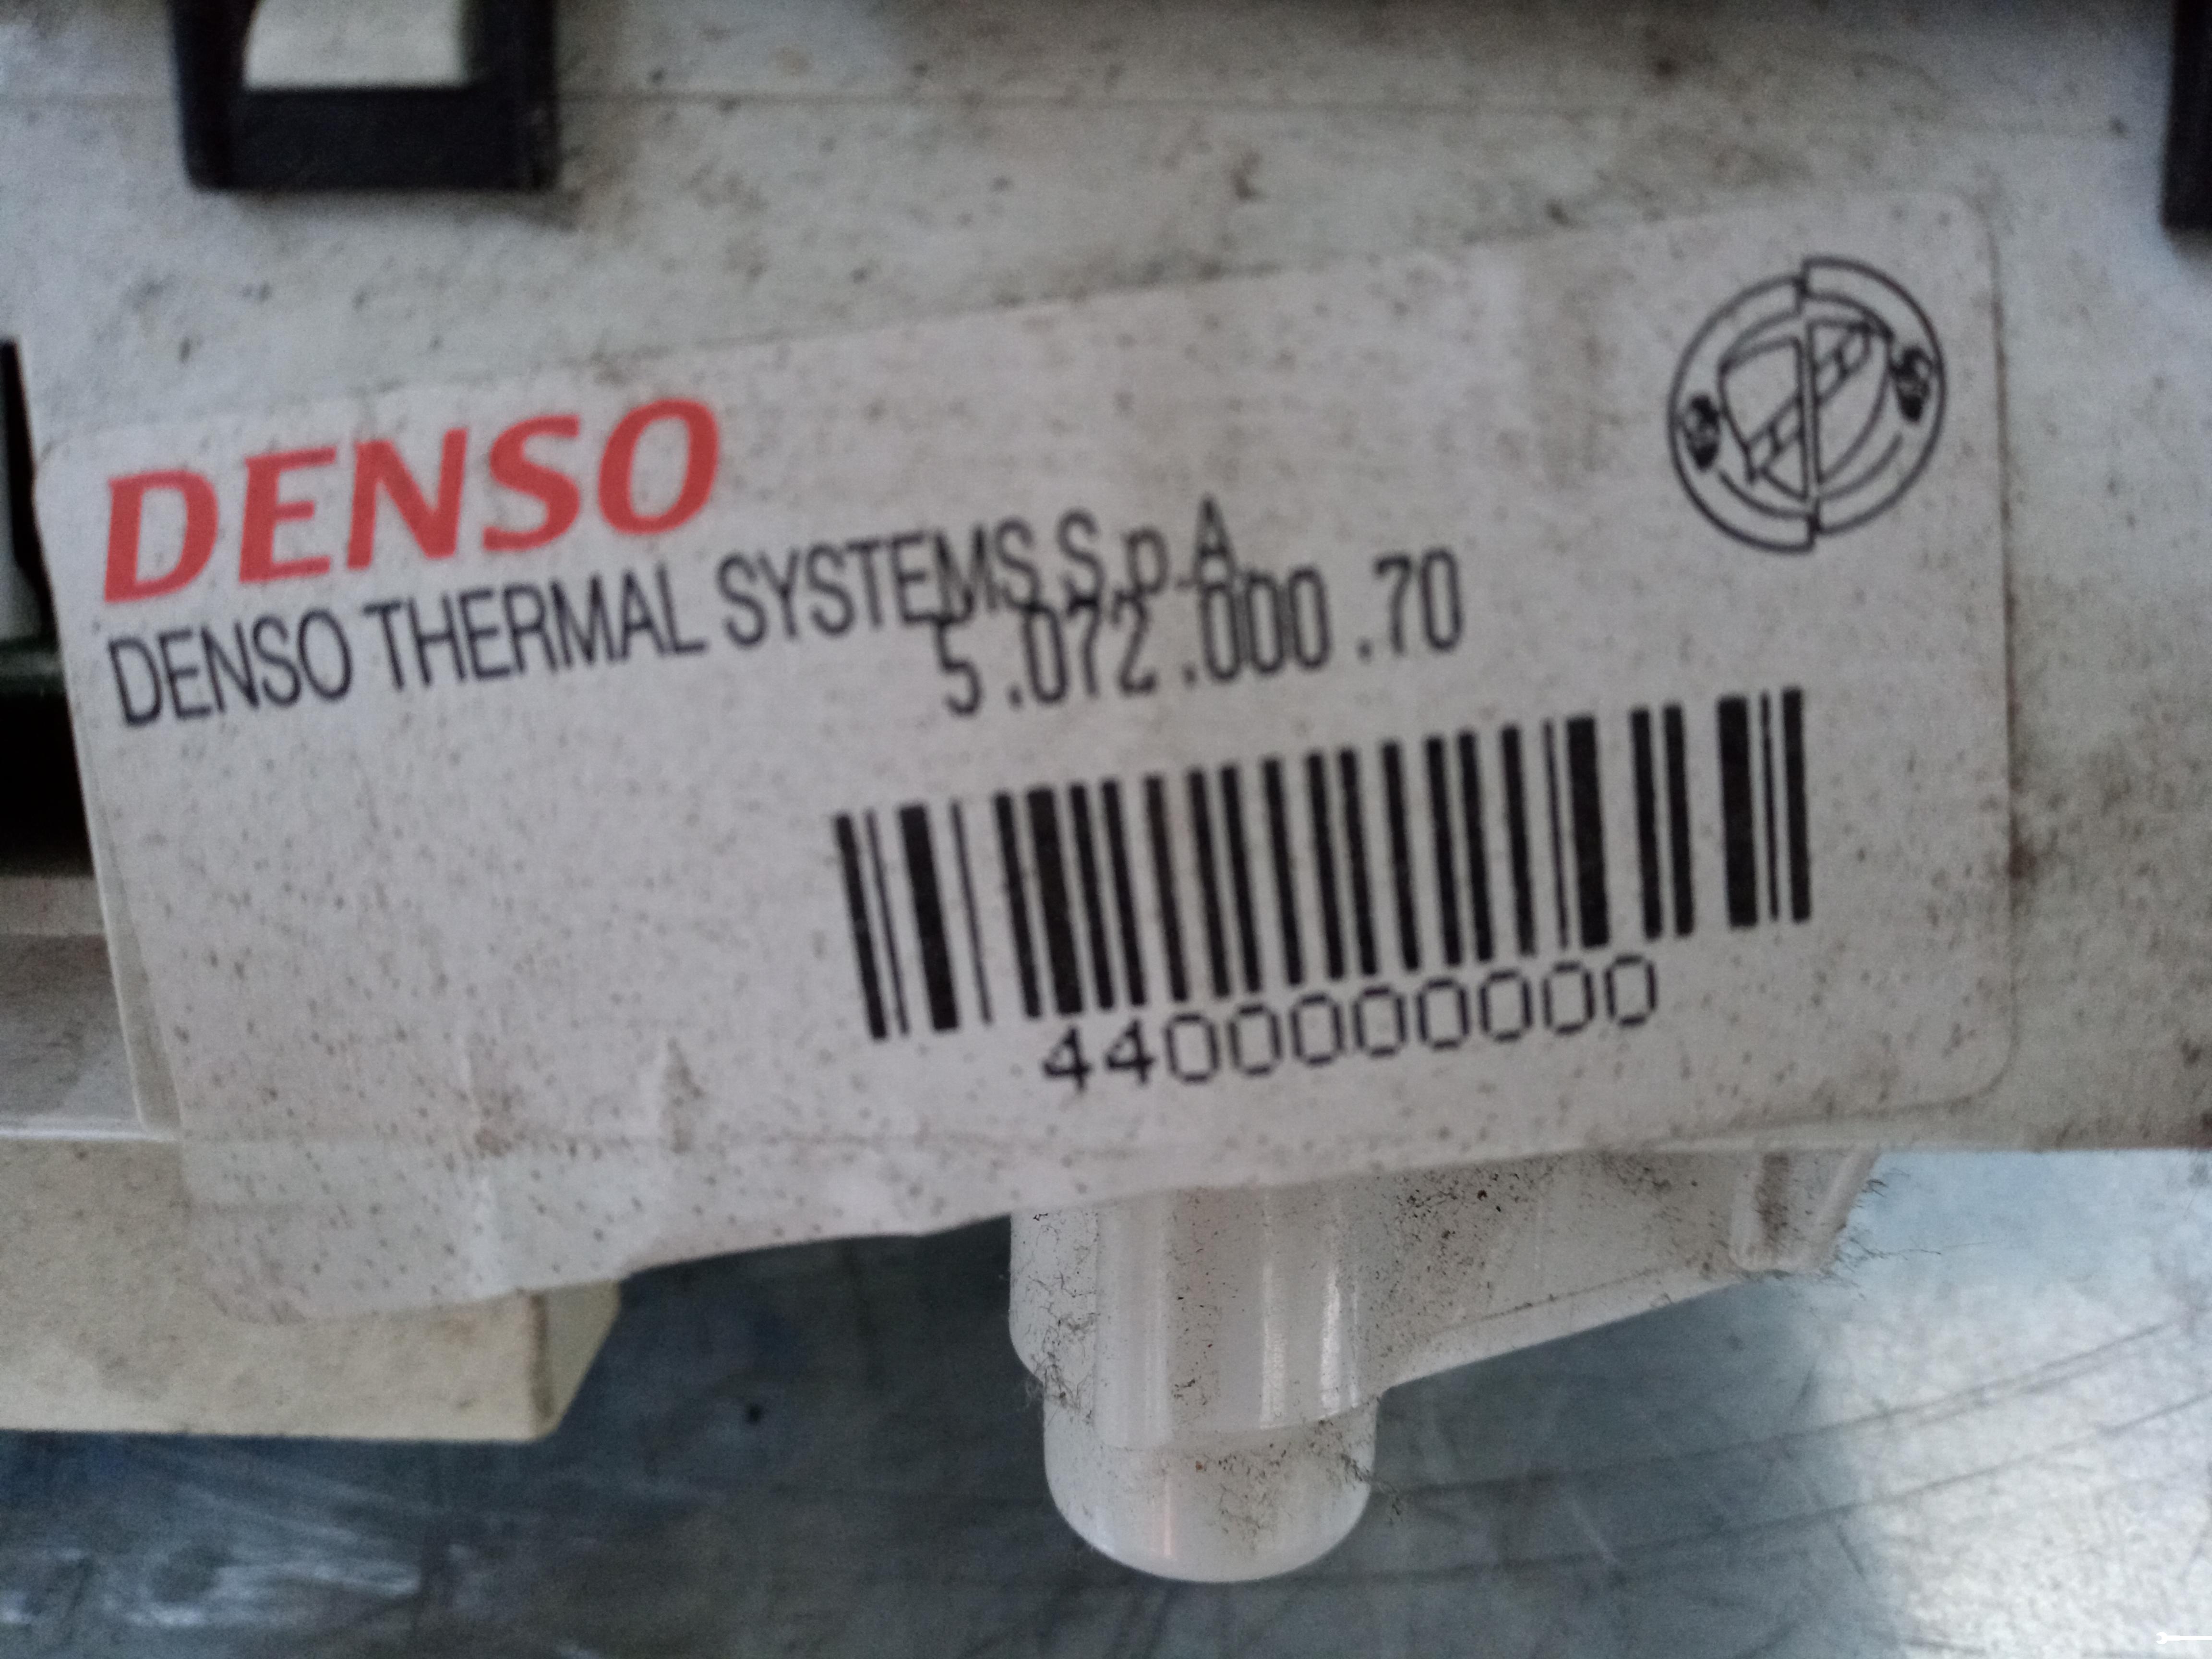 DENSO
DENSO THERMAL SYSTEMS S.p.A.
5.072.000.70
4400000000